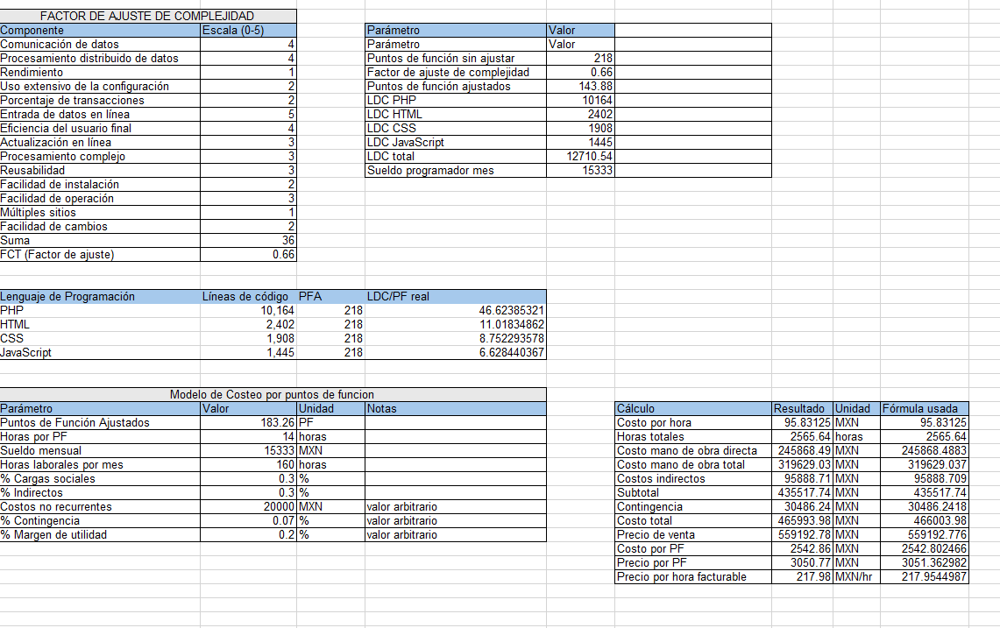 FACTOR DE AJUSTE DE COMPLEJIDAD
Componente Escala (0-5)
Comunicación de datos 4
Procesamiento distribuido de datos 4
Rendimiento 1
Uso extensivo de la configuración 2
Porcentaje de transacciones 2
Entrada de datos en línea 5
Eficiencia del usuario final 4
Actualización en línea 3
Procesamiento complejo 3
Reusabilidad 3
Facilidad de instalación 2
Facilidad de operación 3
Múltiples sitios 1
Facilidad de cambios 2
Suma 36
FCT (Factor de ajuste) 0.66
Parámetro Valor
Parámetro Valor
Puntos de función sin ajustar 218
Factor de ajuste de complejidad 0.66
Puntos de función ajustados 143.88
LDC PHP 10164
LDC HTML 2402
LDC CSS 1908
LDC JavaScript 1445
LDC total 12710.54
Sueldo programador mes 15333
Lenguaje de Programación Líneas de código PFA LDC/PF real
PHP 10,164 218 46.62385321
HTML 2,402 218 11.01834862
CSS 1,908 218 8.752293578
JavaScript 1,445 218 6.628440367
Modelo de Costeo por puntos de funcion
Parámetro Valor Unidad Notas
Puntos de Función Ajustados 183.26 PF
Horas por PF 14 horas
Sueldo mensual 15333 MXN
Horas laborales por mes 160 horas
% Cargas sociales 0.3 %
% Indirectos 0.3 %
Costos no recurrentes 20000 MXN valor arbitrario
% Contingencia 0.07 % valor arbitrario
% Margen de utilidad 0.2 % valor arbitrario
Cálculo Resultado Unidad Fórmula usada
Costo por hora 95.83125 MXN 95.83125
Horas totales 2565.64 horas 2565.64
Costo mano de obra directa 245868.49 MXN 245868.4883
Costo mano de obra total 319629.03 MXN 319629.037
Costos indirectos 95888.71 MXN 95888.709
Subtotal 435517.74 MXN 435517.74
Contingencia 30486.24 MXN 30486.2418
Costo total 465993.98 MXN 466003.98
Precio de venta 559192.78 MXN 559192.776
Costo por PF 2542.86 MXN 2542.802466
Precio por PF 3050.77 MXN 3051.362982
Precio por hora facturable 217.98 MXN/hr 217.9544987